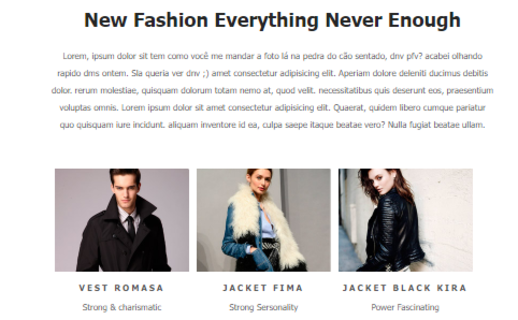 New Fashion Everything Never Enough
Lorem, ipsum dolor sit tem como você me mandar a foto lá na pedra do cão sentado, dnv pfv? acabei olhando
rapido dms ontem. Sla queria ver dnv ;) amet consectetur adipisicing elit. Aperiam dolore deleniti ducimus debitis
dolor. rerum molestiae, quisquam dolorum totam nemo at, quod velit. necessitatibus quis deserunt eos, praesentium
voluptas omnis. Lorem ipsum dolor sit amet consectetur adipisicing elit. Quaerat, quidem libero cumque pariatur
quo quisquam iure incidunt. aliquam inventore id ea, culpa saepe itaque beatae vero? Nulla fugiat beatae ullam.
VEST ROMASA
JACKET FIMA
JACKET BLACK KIRA
Strong & charismatic
Strong Sersonality
Power Fascinating